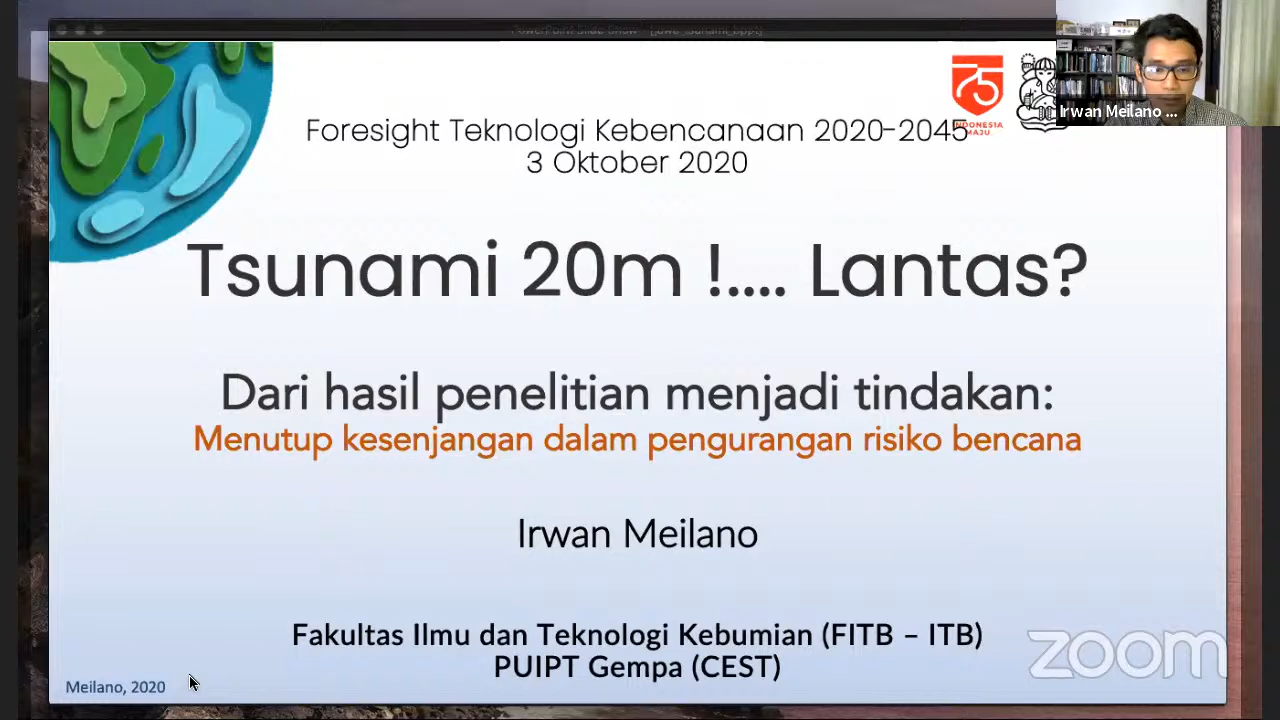 Foresight Teknologi Kebencanaan 2020-2045
3 Oktober 2020
75
INDONESIA
MAJU
Irwan Meilano ...
Tsunami 20m !.... Lantas?
Dari hasil penelitian menjadi tindakan:
Menutup kesenjangan dalam pengurangan risiko bencana
Irwan Meilano
Fakultas Ilmu dan Teknologi Kebumian (FITB – ITB)
PUIPT Gempa (CEST)
zoom
Meilano, 2020